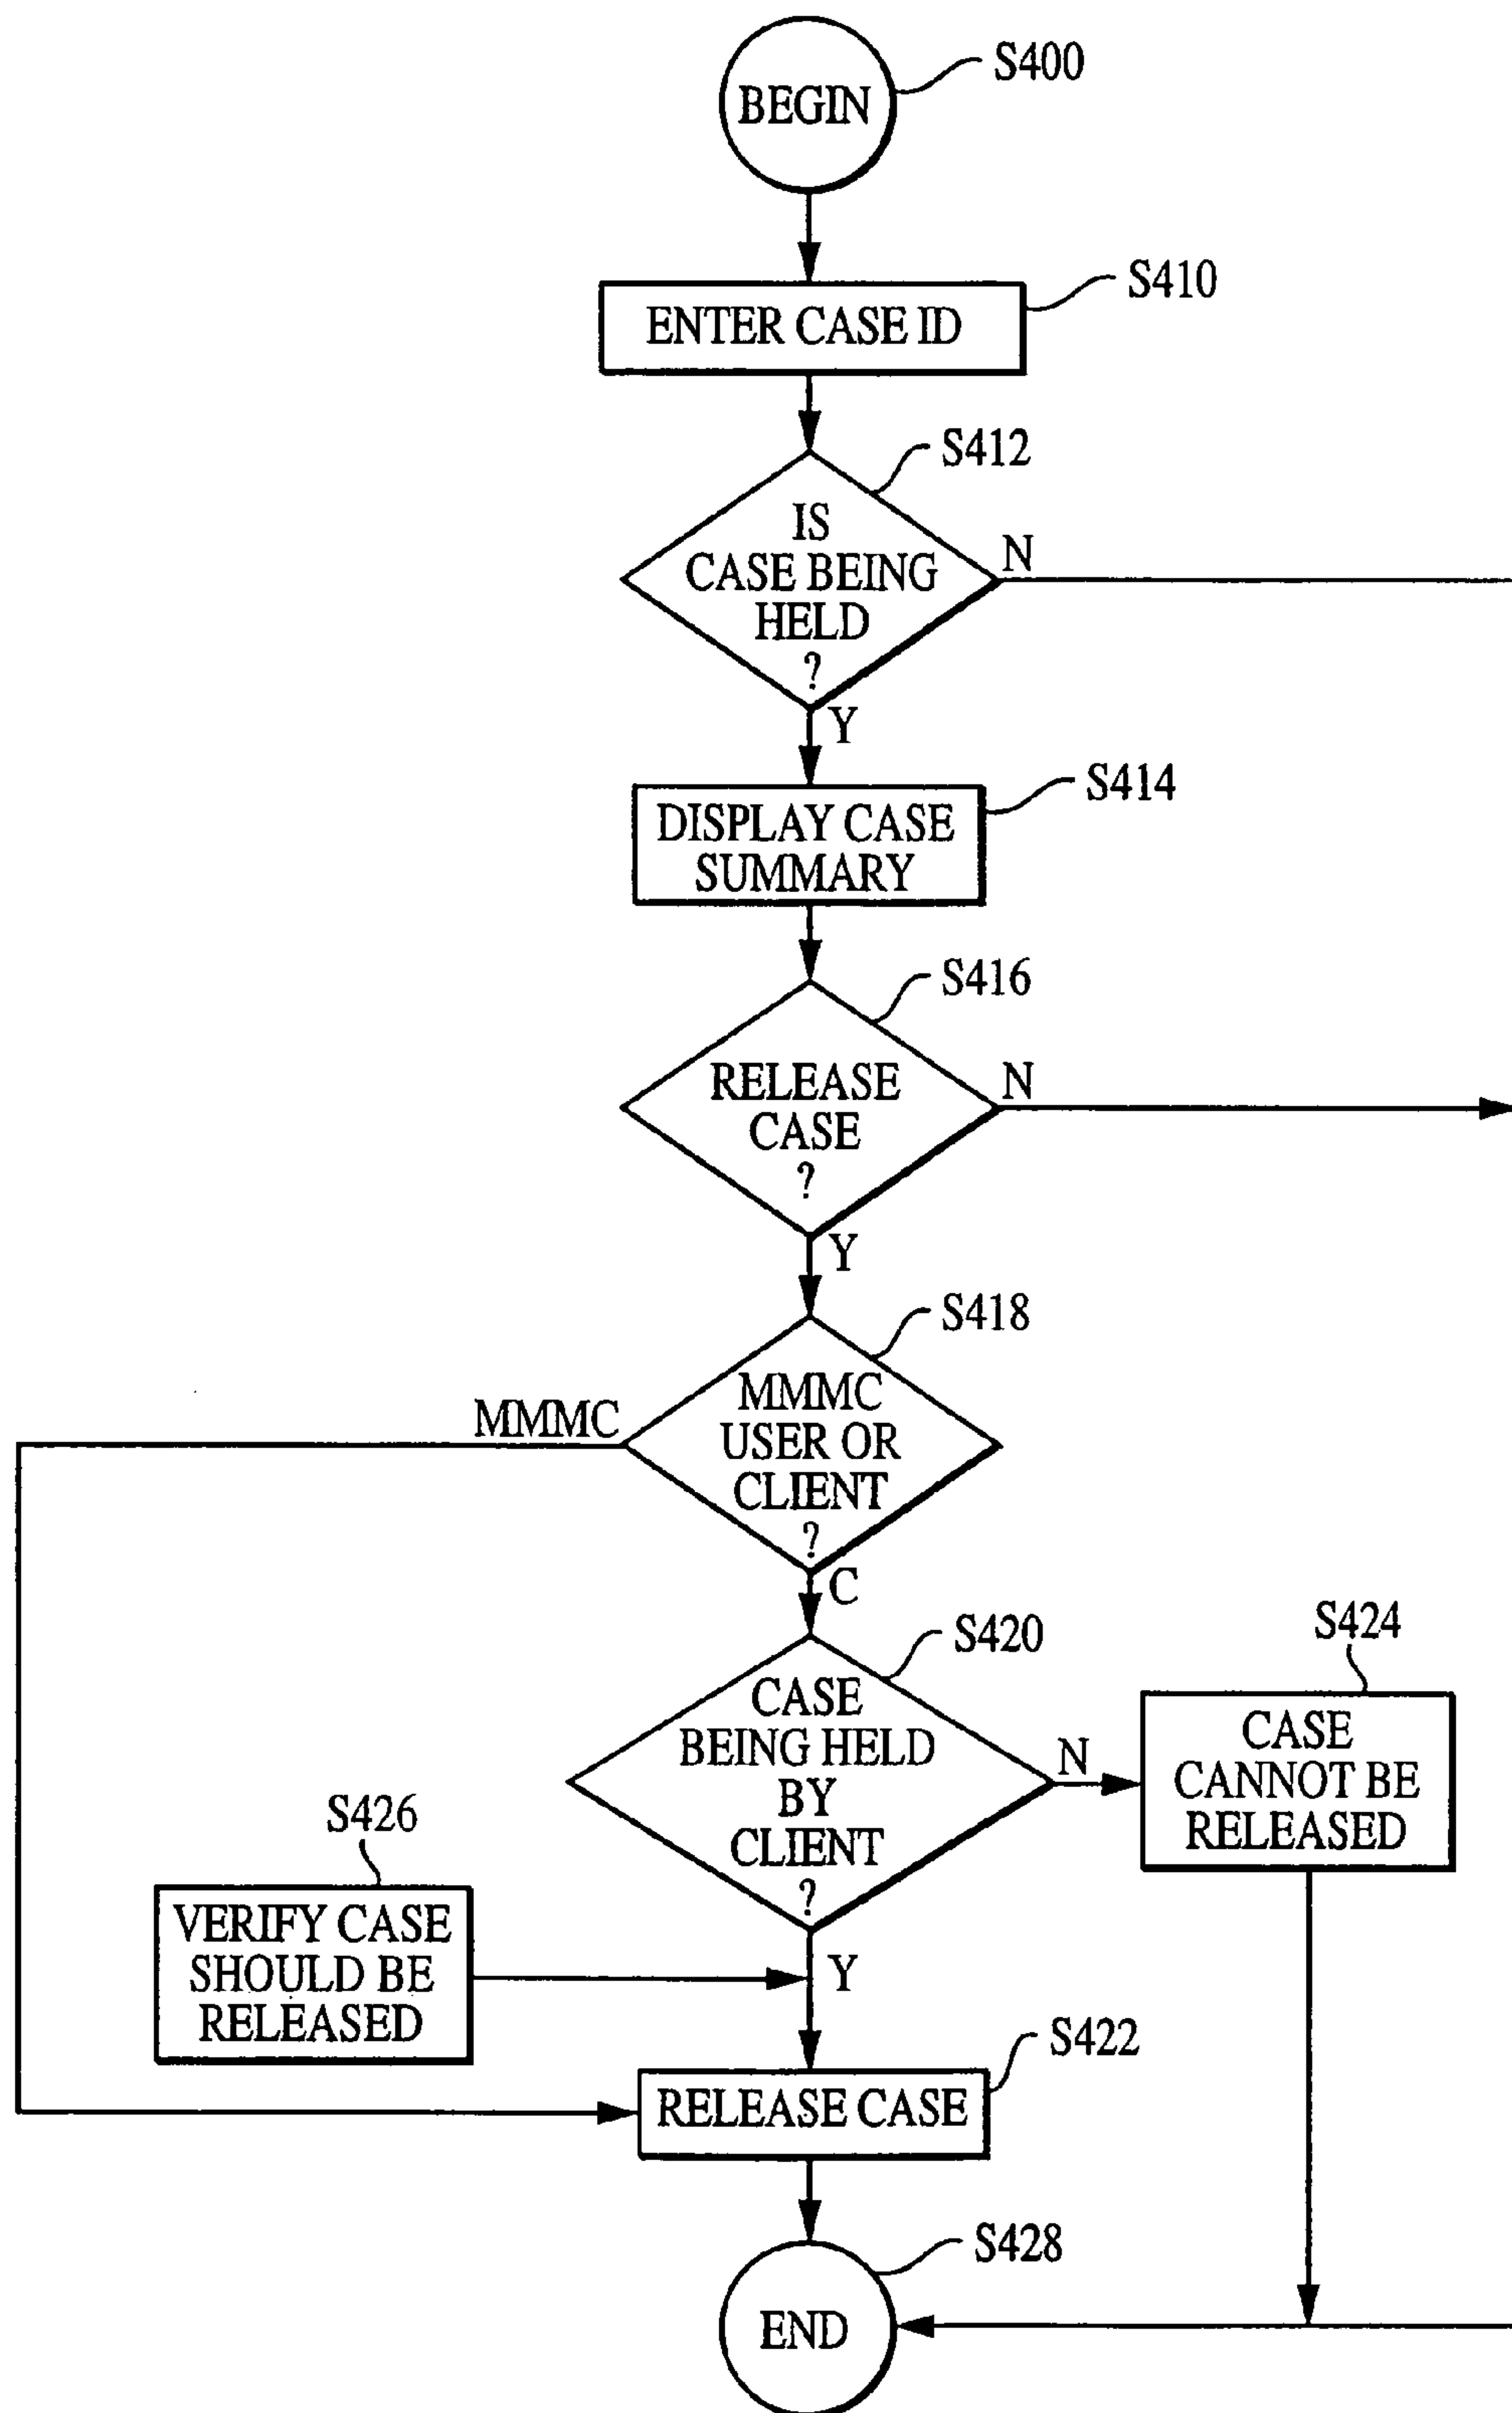 BEGIN
S400
ENTER CASE ID
S410
S412
IS
CASE BEING
HELD
?
N
Y
DISPLAY CASE
SUMMARY
S414
S416
RELEASE
CASE
?
N
Y
S418
MMMC
MMMC
USER OR
CLIENT
?
C
S420
CASE
BEING HELD
BY
CLIENT
?
N
S424
CASE
CANNOT BE
RELEASED
S426
VERIFY CASE
SHOULD BE
RELEASED
Y
S422
RELEASE CASE
S428
END